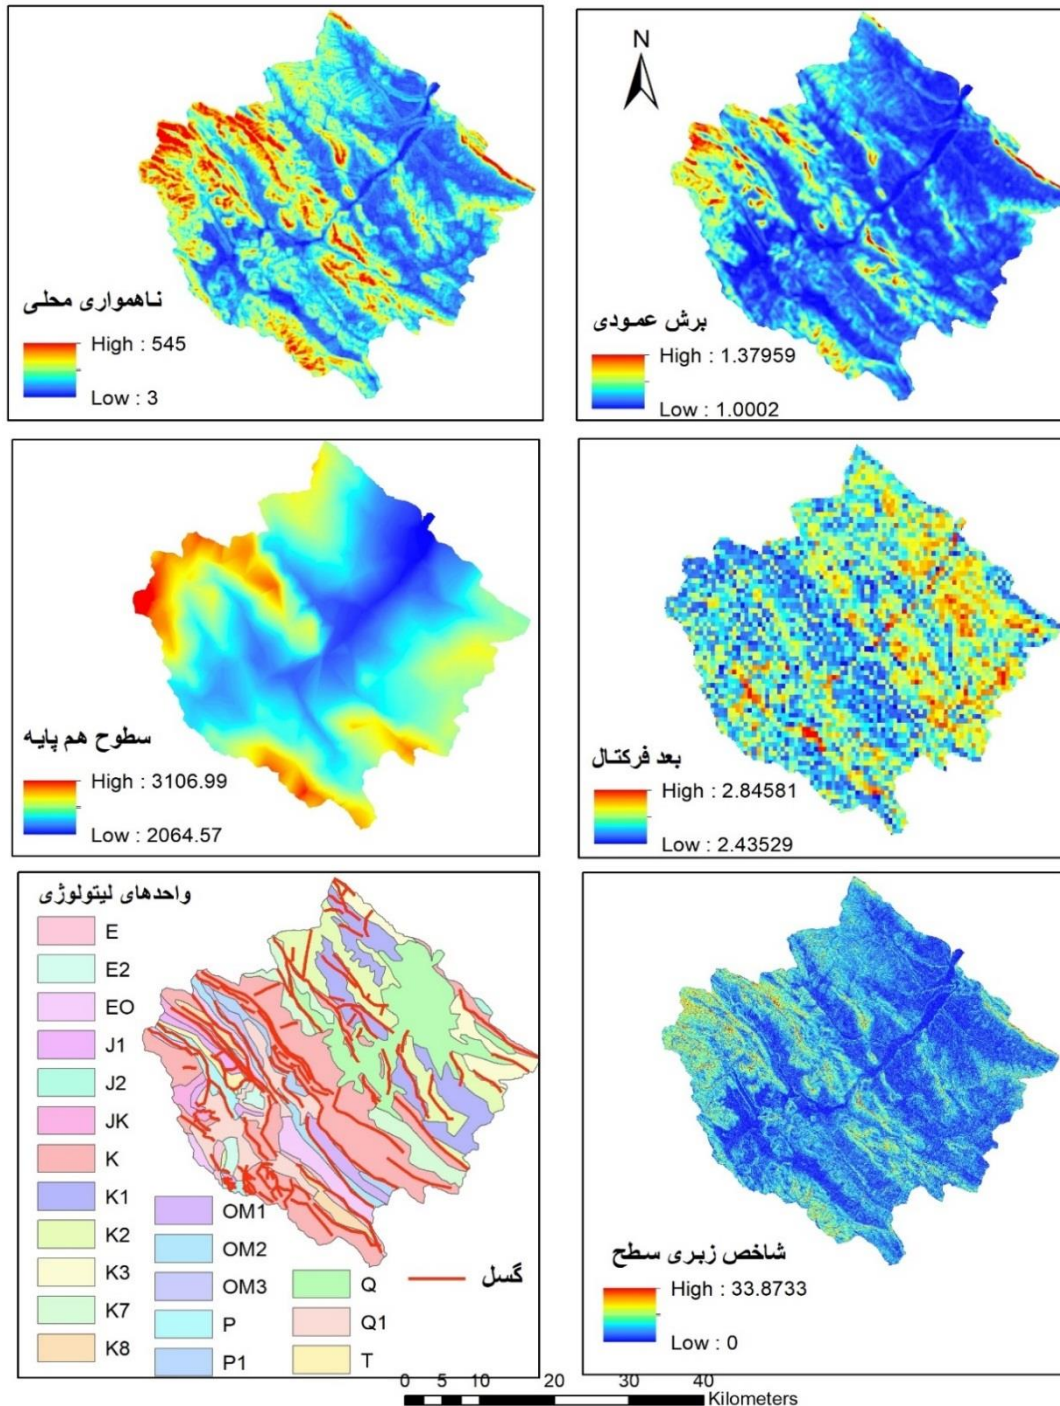 ناهمواری محلی
High : 545
Low : 3
N
برش عمودی
High : 1.37959
Low : 1.0002
سطوح هم پایه
High : 3106.99
Low : 2064.57
بعد فرکتال
High : 2.84581
Low : 2.43529
واحدهای لیتولوژی
E
E2
EO
J1
J2
JK
K
K1
K2
K3
K7
K8
OM1
OM2
OM3
P
P1
Q
Q1
T
گسل
شاخص زبری سطح
High : 33.8733
Low : 0
0 5 10 20 30 40
Kilometers